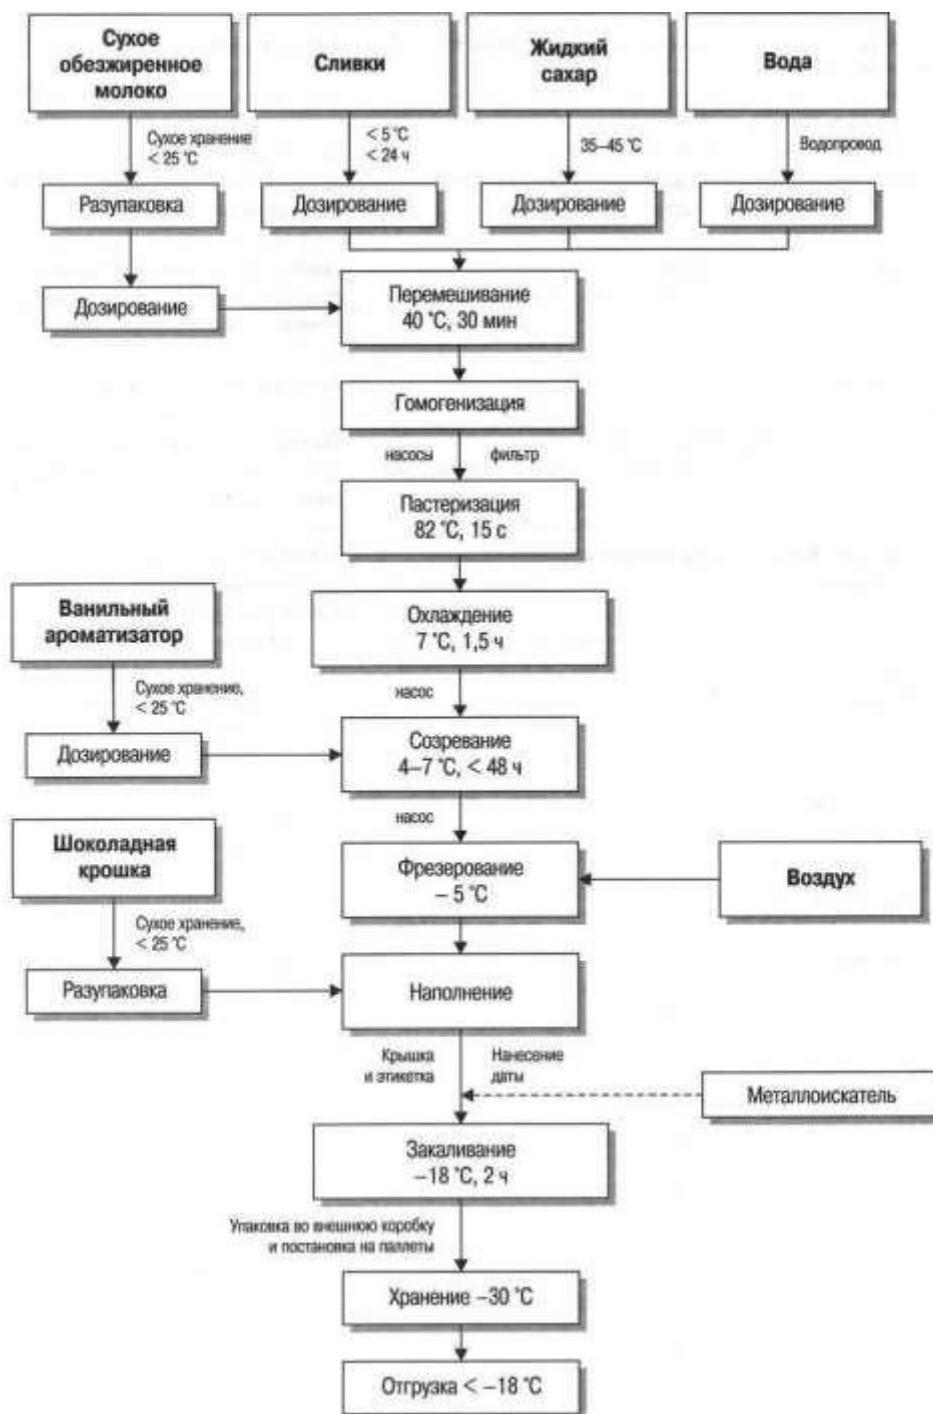 Сухое
обезжиренное
молоко
Сливки
Жидкий
сахар
Вода
Сухое хранение
< 25 °C
< 5 °C
< 24 ч
35–45 °C
Водопровод
Разупаковка
Дозирование
Дозирование
Дозирование
Дозирование
Перемешивание
40 °C, 30 мин
Гомогенизация
насосы
фильтр
Пастеризация
82 °C, 15 с
Ванильный
ароматизатор
Охлаждение
7 °C, 1,5 ч
Сухое хранение,
< 25 °C
насос
Дозирование
Созревание
4–7 °C, < 48 ч
насос
Шоколадная
крошка
Фрезерование
– 5 °C
Воздух
Сухое хранение,
< 25 °C
Разупаковка
Наполнение
Крышка
и этикетка
Нанесение
даты
Металлоискатель
Закаливание
–18 °C, 2 ч
Упаковка во внешнюю коробку
и постановка на паллеты
Хранение –30 °C
Отгрузка < –18 °C